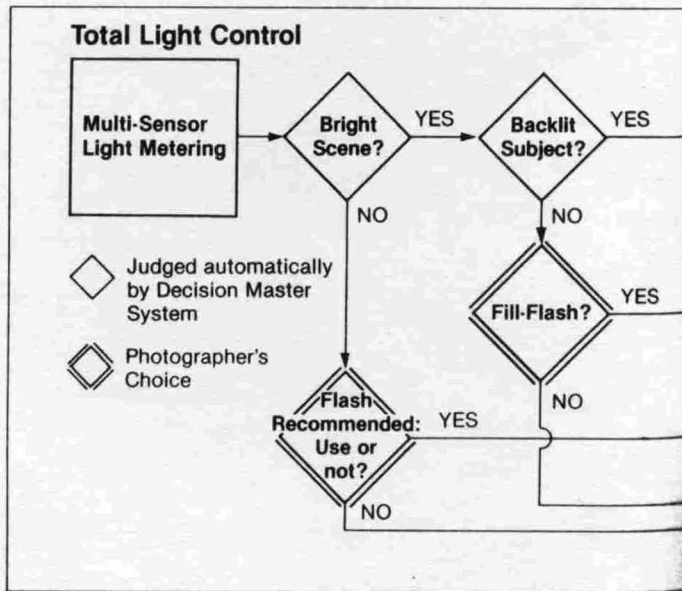 Total Light Control
Multi-Sensor
Light Metering
Bright
Scene?
YES
Backlit
Subject?
YES
NO
NO
Judged automatically
by Decision Master
System
Fill-Flash?
YES
Photographer's
Choice
NO
Flash
Recommended:
Use or
not?
YES
NO